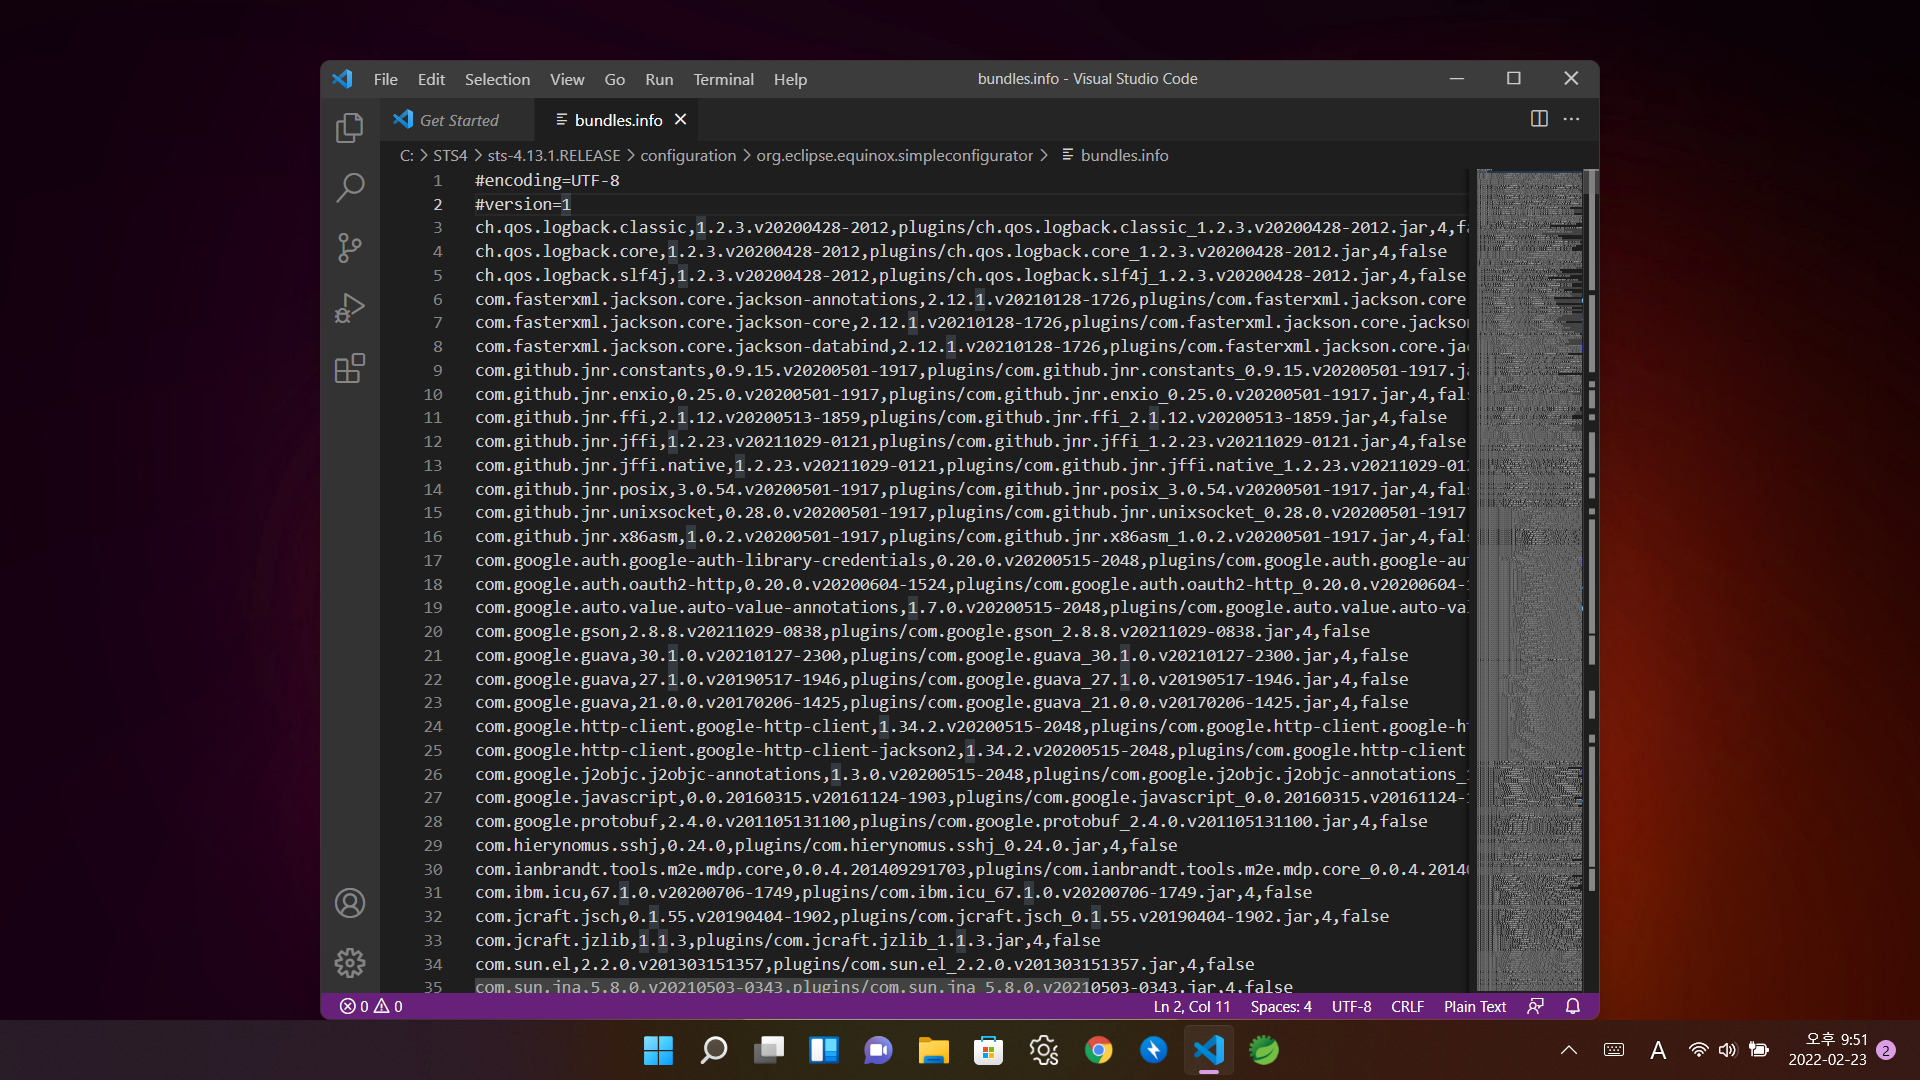 File Edit Selection View Go Run Terminal Help
bundles.info - Visual Studio Code
Get Started
bundles.info
C: > STS4 > sts-4.13.1.RELEASE > configuration > org.eclipse.equinox.simpleconfigurator > bundles.info
1 #encoding=UTF-8
2 #version=1
3 ch.qos.logback.classic,1.2.3.v20200428-2012,plugins/ch.qos.logback.classic_1.2.3.v20200428-2012.jar,4,fa
4 ch.qos.logback.core,1.2.3.v20200428-2012,plugins/ch.qos.logback.core_1.2.3.v20200428-2012.jar,4,false
5 ch.qos.logback.slf4j,1.2.3.v20200428-2012,plugins/ch.qos.logback.slf4j_1.2.3.v20200428-2012.jar,4,false
6 com.fasterxml.jackson.core.jackson-annotations,2.12.1.v20210128-1726,plugins/com.fasterxml.jackson.core
7 com.fasterxml.jackson.core.jackson-core,2.12.1.v20210128-1726,plugins/com.fasterxml.jackson.core.jackso
8 com.fasterxml.jackson.core.jackson-databind,2.12.1.v20210128-1726,plugins/com.fasterxml.jackson.core.ja
9 com.github.jnr.constants,0.9.15.v20200501-1917,plugins/com.github.jnr.constants_0.9.15.v20200501-1917.j
10 com.github.jnr.enxio,0.25.0.v20200501-1917,plugins/com.github.jnr.enxio_0.25.0.v20200501-1917.jar,4,fal
11 com.github.jnr.ffi,2.1.12.v20200513-1859,plugins/com.github.jnr.ffi_2.1.12.v20200513-1859.jar,4,false
12 com.github.jnr.jffi,1.2.23.v20211029-0121,plugins/com.github.jnr.jffi_1.2.23.v20211029-0121.jar,4,false
13 com.github.jnr.jffi.native,1.2.23.v20211029-0121,plugins/com.github.jnr.jffi.native_1.2.23.v20211029-01
14 com.github.jnr.posix,3.0.54.v20200501-1917,plugins/com.github.jnr.posix_3.0.54.v20200501-1917.jar,4,fal
15 com.github.jnr.unixsocket,0.28.0.v20200501-1917,plugins/com.github.jnr.unixsocket_0.28.0.v20200501-1917
16 com.github.jnr.x86asm,1.0.2.v20200501-1917,plugins/com.github.jnr.x86asm_1.0.2.v20200501-1917.jar,4,fal
17 com.google.auth.google-auth-library-credentials,0.20.0.v20200515-2048,plugins/com.google.auth.google-au
18 com.google.auth.oauth2-http,0.20.0.v20200604-1524,plugins/com.google.auth.oauth2-http_0.20.0.v20200604-
19 com.google.auto.value.auto-value-annotations,1.7.0.v20200515-2048,plugins/com.google.auto.value.auto-va
20 com.google.gson,2.8.8.v20211029-0838,plugins/com.google.gson_2.8.8.v20211029-0838.jar,4,false
21 com.google.guava,30.1.0.v20210127-2300,plugins/com.google.guava_30.1.0.v20210127-2300.jar,4,false
22 com.google.guava,27.1.0.v20190517-1946,plugins/com.google.guava_27.1.0.v20190517-1946.jar,4,false
23 com.google.guava,21.0.0.v20170206-1425,plugins/com.google.guava_21.0.0.v20170206-1425.jar,4,false
24 com.google.http-client.google-http-client,1.34.2.v20200515-2048,plugins/com.google.http-client.google-h
25 com.google.http-client.google-http-client-jackson2,1.34.2.v20200515-2048,plugins/com.google.http-client
26 com.google.j2objc.j2objc-annotations,1.3.0.v20200515-2048,plugins/com.google.j2objc.j2objc-annotations_
27 com.google.javascript,0.0.20160315.v20161124-1903,plugins/com.google.javascript_0.0.20160315.v20161124-
28 com.google.protobuf,2.4.0.v201105131100,plugins/com.google.protobuf_2.4.0.v201105131100.jar,4,false
29 com.hierynomus.sshj,0.24.0,plugins/com.hierynomus.sshj_0.24.0.jar,4,false
30 com.ianbrandt.tools.m2e.mdp.core,0.0.4.201409291703,plugins/com.ianbrandt.tools.m2e.mdp.core_0.0.4.2014
31 com.ibm.icu,67.1.0.v20200706-1749,plugins/com.ibm.icu_67.1.0.v20200706-1749.jar,4,false
32 com.jcraft.jsch,0.1.55.v20190404-1902,plugins/com.jcraft.jsch_0.1.55.v20190404-1902.jar,4,false
33 com.jcraft.jzlib,1.1.3,plugins/com.jcraft.jzlib_1.1.3.jar,4,false
34 com.sun.el,2.2.0.v201303151357,plugins/com.sun.el_2.2.0.v201303151357.jar,4,false
35 com.sun.jna,5.8.0.v20210503-0343,plugins/com.sun.jna_5.8.0.v20210503-0343.jar,4,false
0 0 Ln 2, Col 11 Spaces: 4 UTF-8 CRLF Plain Text
A 오후 9:51
2022-02-23 2